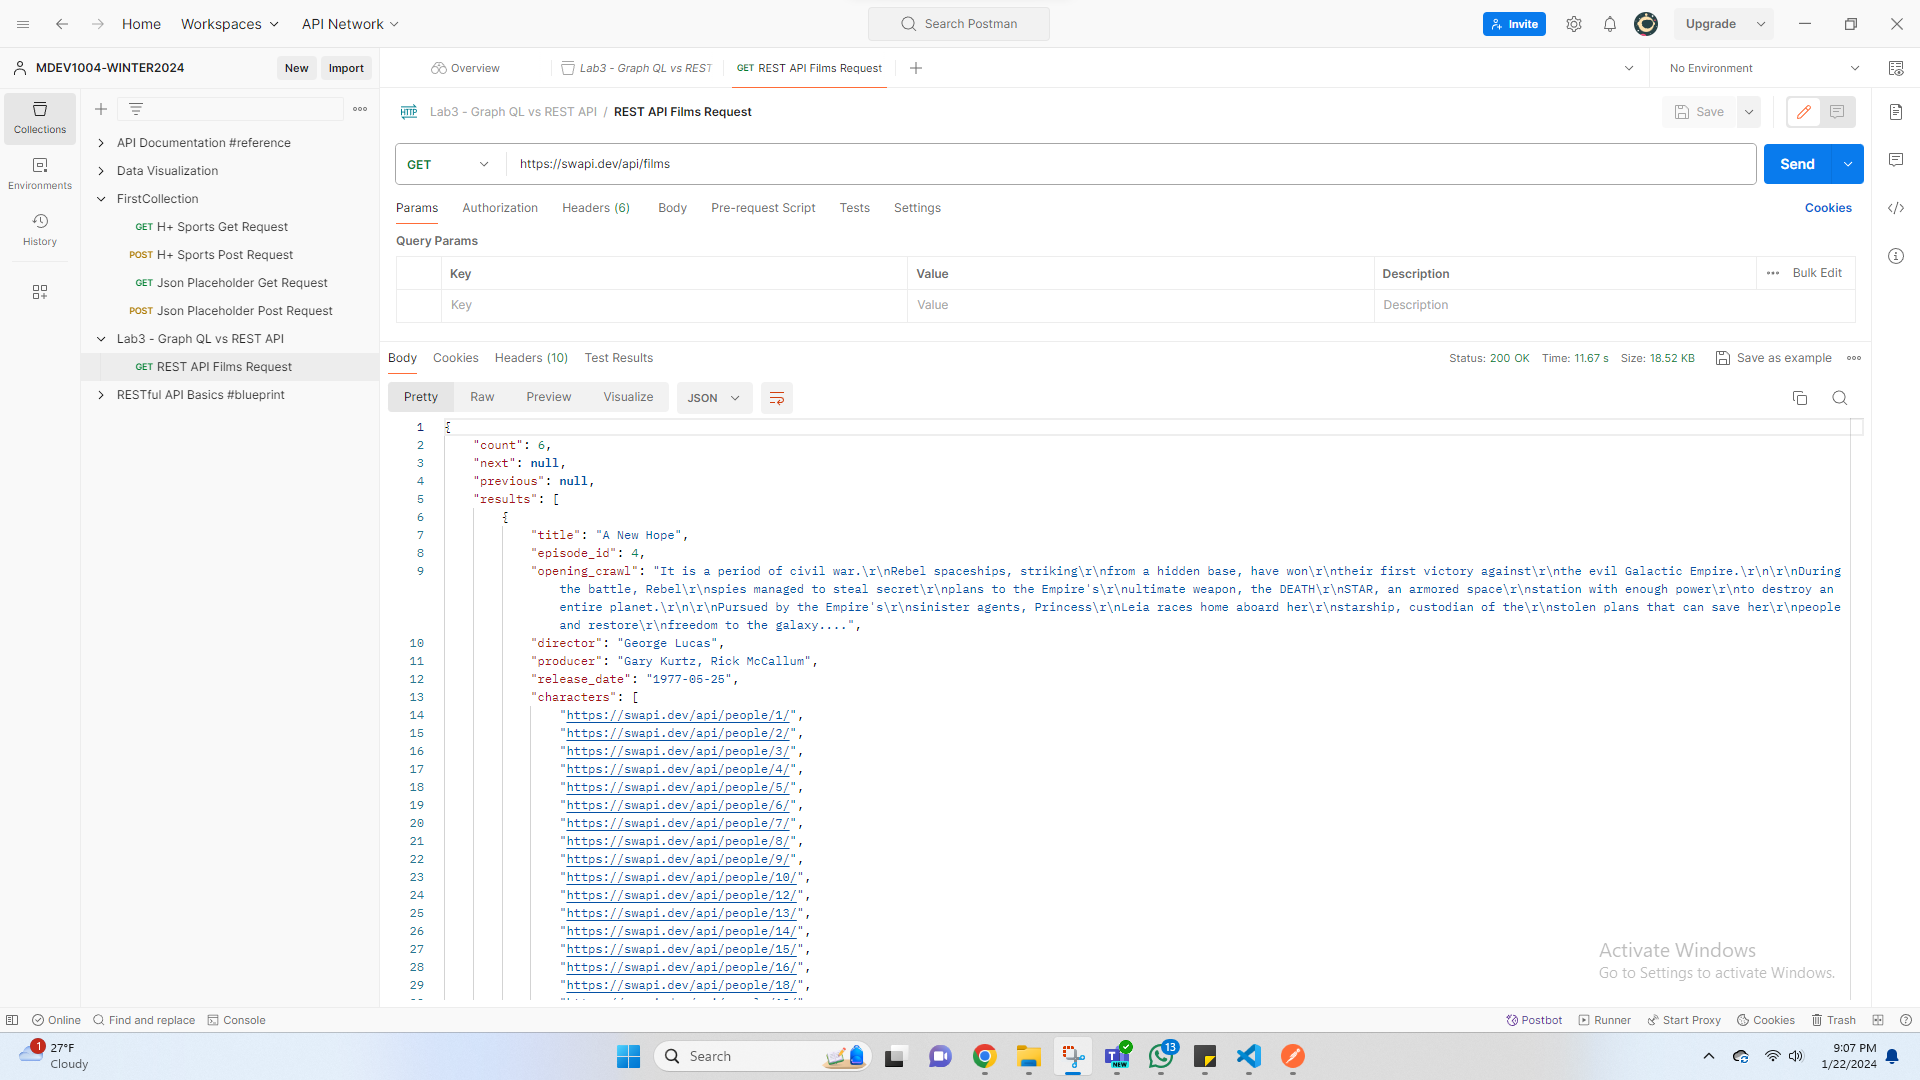 Home Workspaces API Network Search Postman Invite Upgrade
MDEV1004-WINTER2024 New Import Overview Lab3 - Graph QL vs REST GET REST API Films Request No Environment
Collections
Environments
History
API Documentation #reference
Data Visualization
FirstCollection
GET H+ Sports Get Request
POST H+ Sports Post Request
GET Json Placeholder Get Request
POST Json Placeholder Post Request
Lab3 - Graph QL vs REST API
GET REST API Films Request
RESTful API Basics #blueprint
HTTP Lab3 - Graph QL vs REST API / REST API Films Request Save
GET https://swapi.dev/api/films Send
Params Authorization Headers (6) Body Pre-request Script Tests Settings Cookies
Query Params
Key Value Description Bulk Edit
Key Value Description
Body Cookies Headers (10) Test Results Status: 200 OK Time: 11.67 s Size: 18.52 KB Save as example
Pretty Raw Preview Visualize JSON
1 {
2 "count": 6,
3 "next": null,
4 "previous": null,
5 "results": [
6 {
7 "title": "A New Hope",
8 "episode_id": 4,
9 "opening_crawl": "It is a period of civil war.\r\nRebel spaceships, striking\r\nfrom a hidden base, have won\r\ntheir first victory against\r\nthe evil Galactic Empire.\r\n\r\nDuring
the battle, Rebel\r\nspies managed to steal secret\r\nplans to the Empire's\r\nultimate weapon, the DEATH\r\nSTAR, an armored space\r\nstation with enough power\r\nto destroy an
entire planet.\r\n\r\nPursued by the Empire's\r\nsinister agents, Princess\r\nLeia races home aboard her\r\nstarship, custodian of the\r\nstolen plans that can save her\r\npeople
and restore\r\nfreedom to the galaxy....",
10 "director": "George Lucas",
11 "producer": "Gary Kurtz, Rick McCallum",
12 "release_date": "1977-05-25",
13 "characters": [
14 "https://swapi.dev/api/people/1/",
15 "https://swapi.dev/api/people/2/",
16 "https://swapi.dev/api/people/3/",
17 "https://swapi.dev/api/people/4/",
18 "https://swapi.dev/api/people/5/",
19 "https://swapi.dev/api/people/6/",
20 "https://swapi.dev/api/people/7/",
21 "https://swapi.dev/api/people/8/",
22 "https://swapi.dev/api/people/9/",
23 "https://swapi.dev/api/people/10/",
24 "https://swapi.dev/api/people/12/",
25 "https://swapi.dev/api/people/13/",
26 "https://swapi.dev/api/people/14/",
27 "https://swapi.dev/api/people/15/",
28 "https://swapi.dev/api/people/16/",
29 "https://swapi.dev/api/people/18/",
Activate Windows
Go to Settings to activate Windows.
Online Find and replace Console Postbot Runner Start Proxy Cookies Trash
1 27°F
Cloudy
Search NEW 13
9:07 PM
1/22/2024